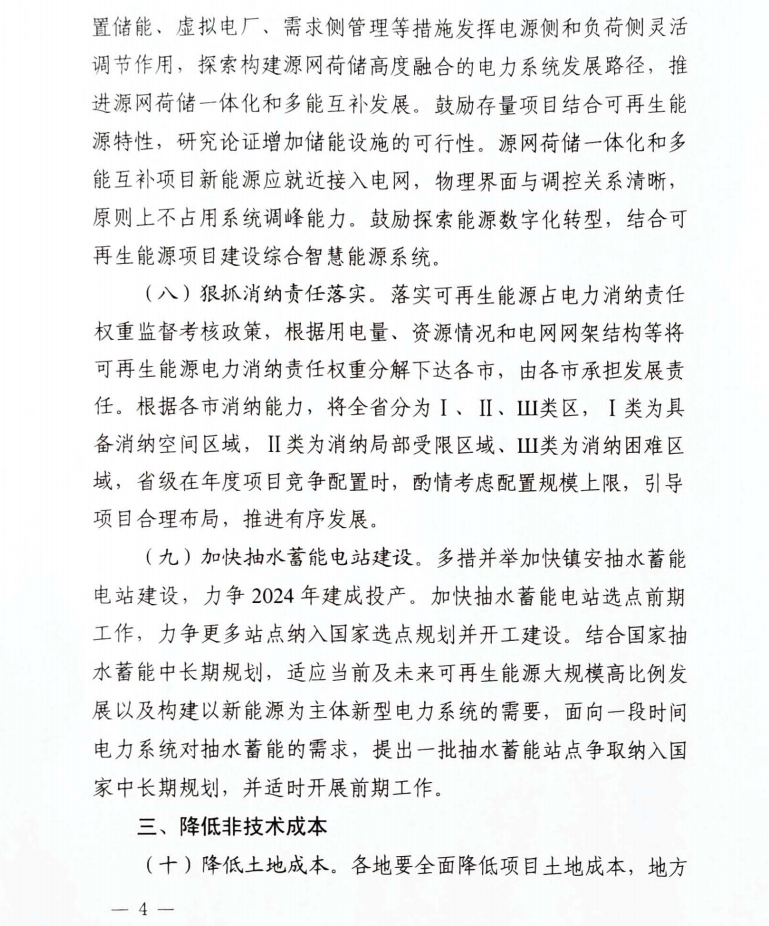 置储能、虚拟电厂、需求侧管理等措施发挥电源侧和负荷侧灵活
调节作用，探索构建源网荷储高度融合的电力系统发展路径，推
进源网荷储一体化和多能互补发展。鼓励存量项目结合可再生能
源特性，研究论证增加储能设施的可行性。源网荷储一体化和多
能互补项目新能源应就近接入电网，物理界面与调控关系清晰，
原则上不占用系统调峰能力。鼓励探索能源数字化转型，结合可
再生能源项目建设综合智慧能源系统。
（八）狠抓消纳责任落实。落实可再生能源占电力消纳责任
权重监督考核政策，根据用电量、资源情况和电网网架结构等将
可再生能源电力消纳责任权重分解下达各市，由各市承担发展责
任。根据各市消纳能力，将全省分为Ⅰ、Ⅱ、Ⅲ类区，Ⅰ类为具
备消纳空间区域，Ⅱ类为消纳局部受限区域、Ⅲ类为消纳困难区
域，省级在年度项目竞争配置时，酌情考虑配置规模上限，引导
项目合理布局，推进有序发展。
（九）加快抽水蓄能电站建设。多措并举加快镇安抽水蓄能
电站建设，力争 2024 年建成投产。加快抽水蓄能电站选点前期
工作，力争更多站点纳入国家选点规划并开工建设。结合国家抽
水蓄能中长期规划，适应当前及未来可再生能源大规模高比例发
展以及构建以新能源为主体新型电力系统的需要，面向一段时间
电力系统对抽水蓄能的需求，提出一批抽水蓄能站点争取纳入国
家中长期规划，并适时开展前期工作。
三、降低非技术成本
（十）降低土地成本。各地要全面降低项目土地成本，地方
— 4 —